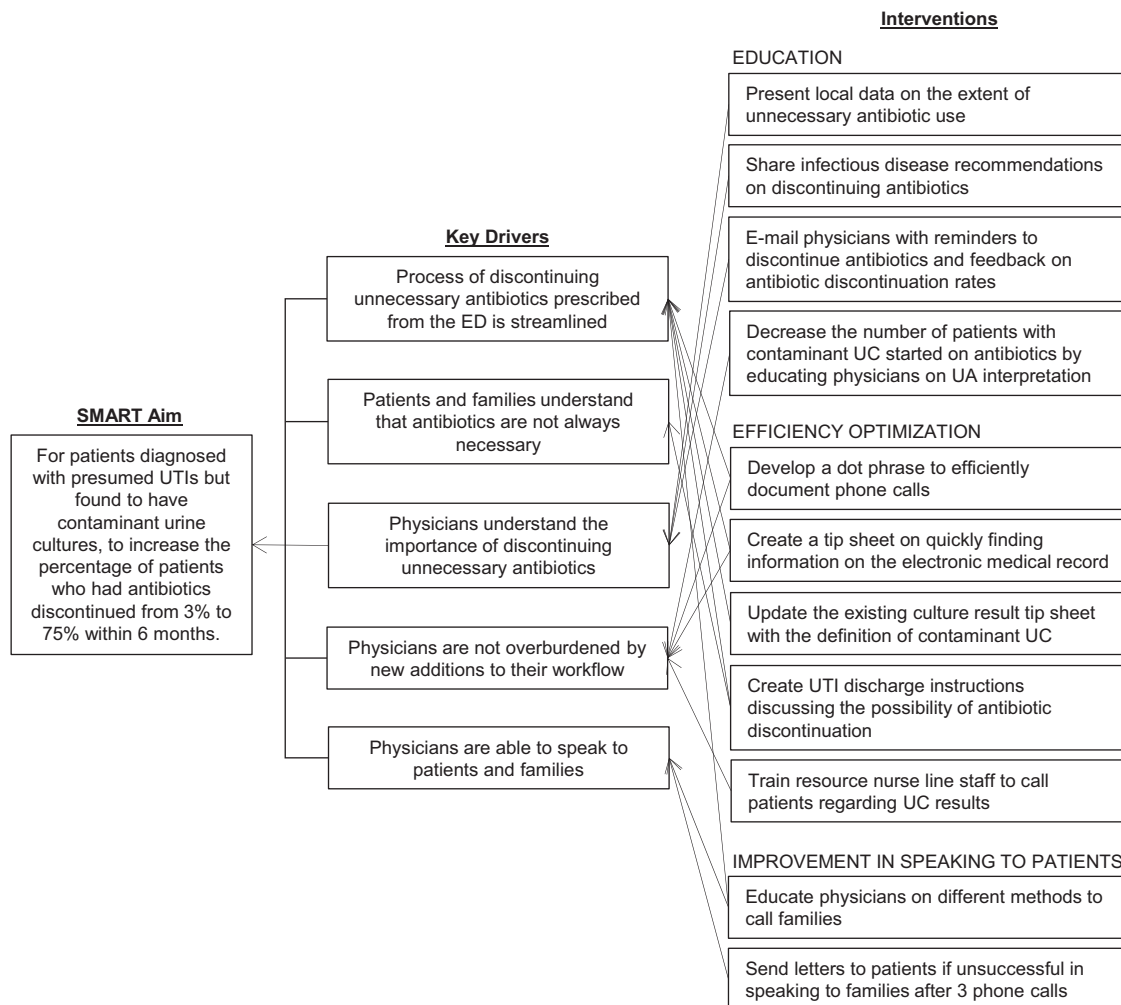 SMART Aim
For patients diagnosed
with presumed UTIs but
found to have
contaminant urine
cultures, to increase the
percentage of patients
who had antibiotics
discontinued from 3% to
75% within 6 months.
Key Drivers
Process of discontinuing
unnecessary antibiotics prescribed
from the ED is streamlined
Patients and families understand
that antibiotics are not always
necessary
Physicians understand the
importance of discontinuing
unnecessary antibiotics
Physicians are not overburdened by
new additions to their workflow
Physicians are able to speak to
patients and families
Interventions
EDUCATION
Present local data on the extent of
unnecessary antibiotic use
Share infectious disease recommendations
on discontinuing antibiotics
E-mail physicians with reminders to
discontinue antibiotics and feedback on
antibiotic discontinuation rates
Decrease the number of patients with
contaminant UC started on antibiotics by
educating physicians on UA interpretation
EFFICIENCY OPTIMIZATION
Develop a dot phrase to efficiently
document phone calls
Create a tip sheet on quickly finding
information on the electronic medical record
Update the existing culture result tip sheet
with the definition of contaminant UC
Create UTI discharge instructions
discussing the possibility of antibiotic
discontinuation
Train resource nurse line staff to call
patients regarding UC results
IMPROVEMENT IN SPEAKING TO PATIENTS
Educate physicians on different methods to
call families
Send letters to patients if unsuccessful in
speaking to families after 3 phone calls